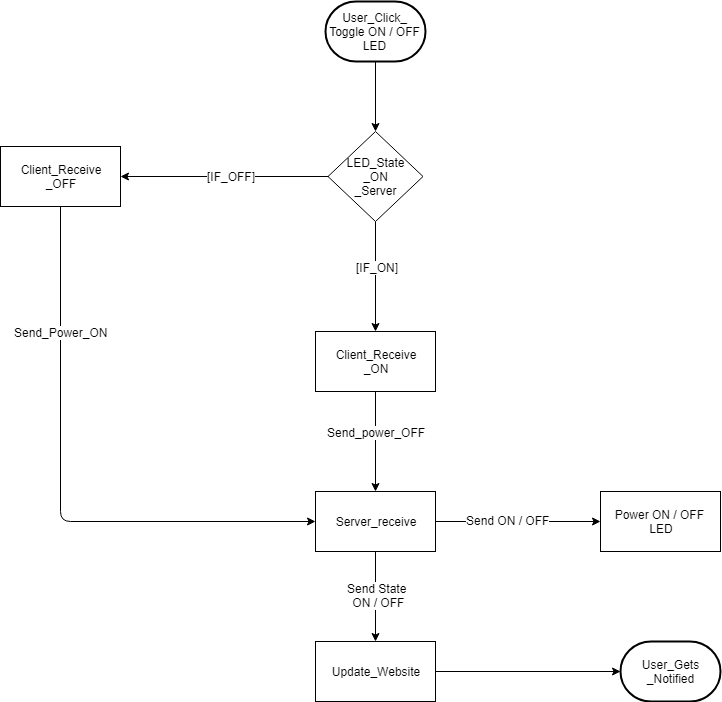 User_Click_
Toggle ON / OFF
LED
LED_State
_ON
_Server
[IF_OFF]
Client_Receive
_OFF
[IF_ON]
Send_Power_ON
Client_Receive
_ON
Send_power_OFF
Server_receive
Send ON / OFF
Power ON / OFF
LED
Send State
ON / OFF
Update_Website
User_Gets
_Notified